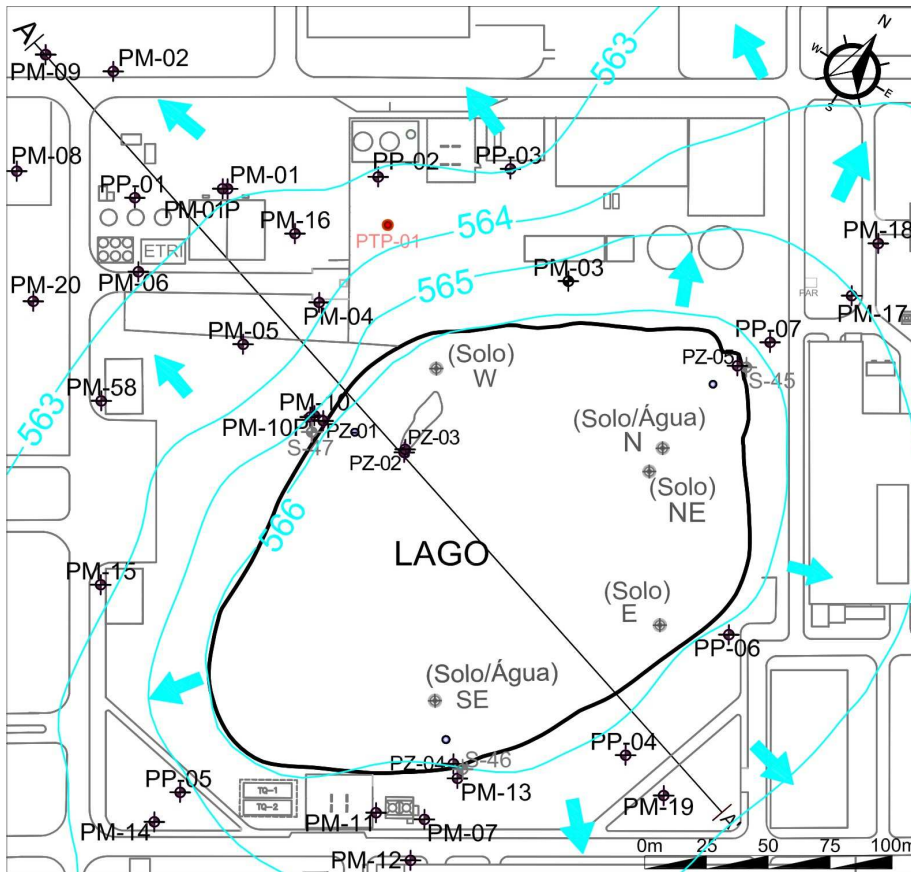 A
PM-09
PM-02
563
N
W
E
S
PM-08
PP-01
PM-01
PM-01P
PP-02
PP-03
PM-16
PTP-01
564
PM-18
ETRI
PM-06
565
PM-03
PAR
PM-17
PM-20
PM-04
PM-05
PP-07
PZ-05
S-45
(Solo)
W
563
PM-58
PM-10
PM-10P
PZ-01
S-47
PZ-03
PZ-02
(Solo/Água)
N
(Solo)
NE
566
LAGO
PM-15
(Solo)
E
PP-06
(Solo/Água)
SE
PZ-04
S-46
PM-13
PP-04
PP-05
TQ-1
TQ-2
PM-14
PM-11
PM-07
PM-19
A'
PM-12
0m 25 50 75 100m